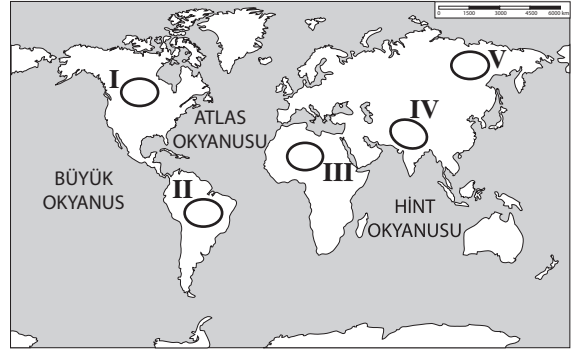 0 1500 3000 4500 6000 km
I
V
IV
ATLAS
OKYANUSU
III
BÜYÜK
OKYANUS
II
HİNT
OKYANUSU